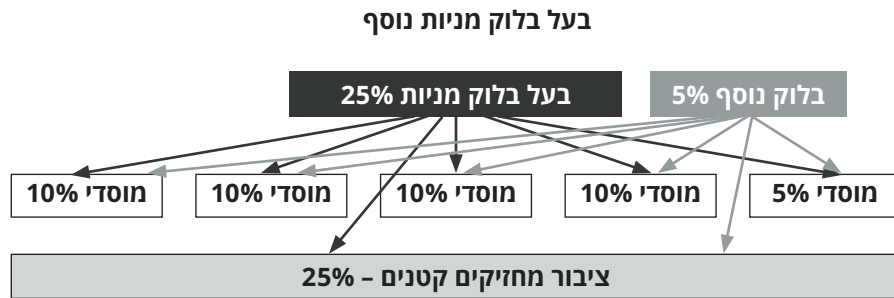 בעל בלוק מניות נוסף
בעל בלוק מניות 25%
בלוק נוסף 5%
מוסדי 10%
מוסדי 10%
מוסדי 10%
מוסדי 10%
מוסדי 5%
ציבור מחזיקים קטנים – 25%